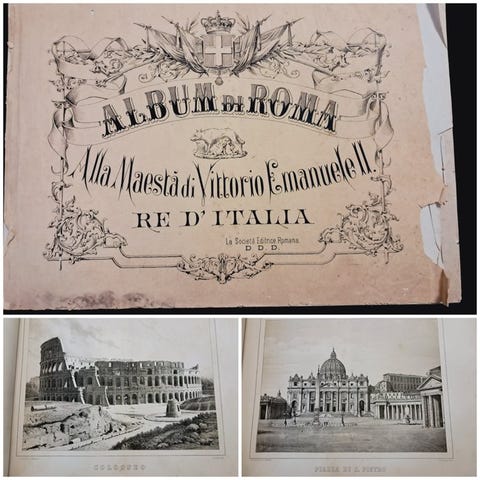 ALBUM DI ROMA
Alla Maestà di Vittorio Emanuele II.
RE D'ITALIA
La Società Editrice Romana
D. D. D.
COLOSSEO
PIAZZA DI S. PIETRO